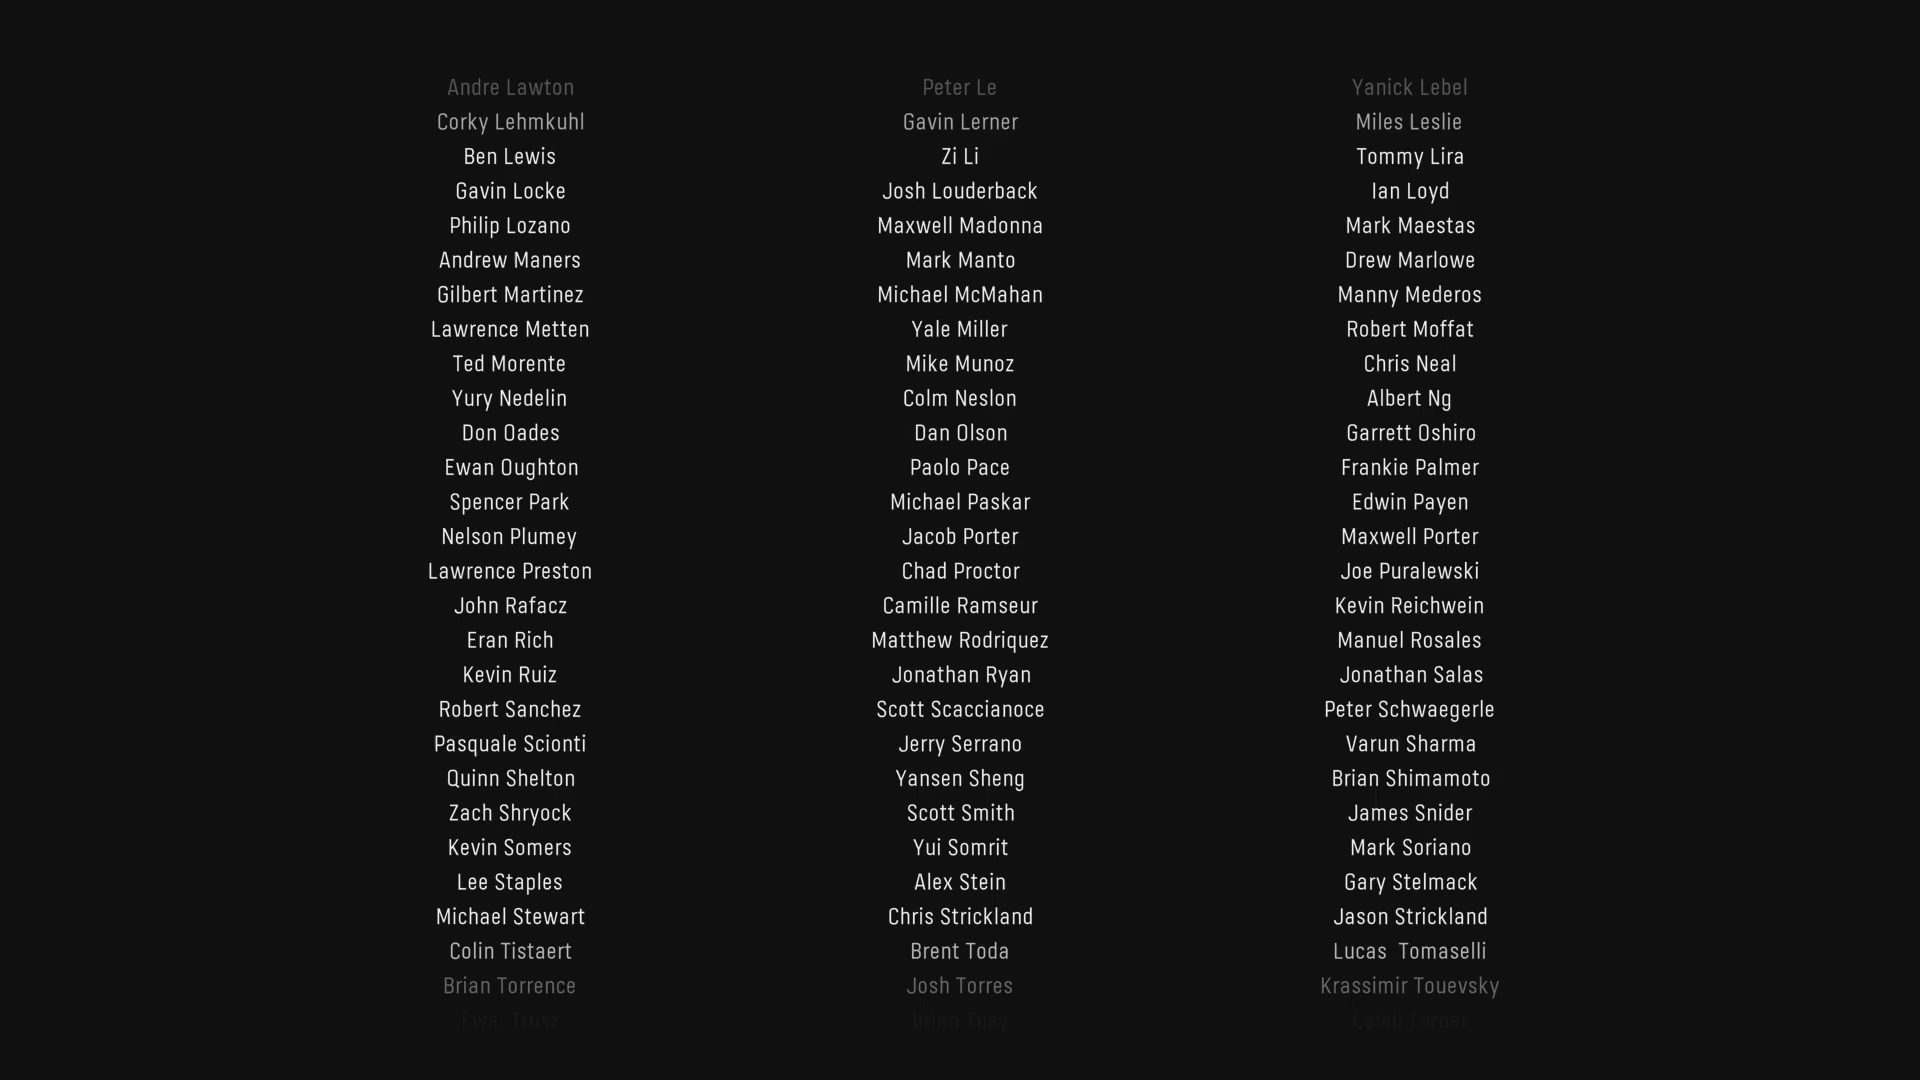 Andre Lawton Peter Le Yanick Lebel
Corky Lehmkuhl Gavin Lerner Miles Leslie
Ben Lewis Zi Li Tommy Lira
Gavin Locke Josh Louderback Ian Loyd
Philip Lozano Maxwell Madonna Mark Maestas
Andrew Maners Mark Manto Drew Marlowe
Gilbert Martinez Michael McMahan Manny Mederos
Lawrence Metten Yale Miller Robert Moffat
Ted Morente Mike Munoz Chris Neal
Yury Nedelin Colm Neslon Albert Ng
Don Oades Dan Olson Garrett Oshiro
Ewan Oughton Paolo Pace Frankie Palmer
Spencer Park Michael Paskar Edwin Payen
Nelson Plumey Jacob Porter Maxwell Porter
Lawrence Preston Chad Proctor Joe Puralewski
John Rafacz Camille Ramseur Kevin Reichwein
Eran Rich Matthew Rodriquez Manuel Rosales
Kevin Ruiz Jonathan Ryan Jonathan Salas
Robert Sanchez Scott Scaccianoce Peter Schwaegerle
Pasquale Scionti Jerry Serrano Varun Sharma
Quinn Shelton Yansen Sheng Brian Shimamoto
Zach Shryock Scott Smith James Snider
Kevin Somers Yui Somrit Mark Soriano
Lee Staples Alex Stein Gary Stelmack
Michael Stewart Chris Strickland Jason Strickland
Colin Tistaert Brent Toda Lucas  Tomaselli
Brian Torrence Josh Torres Krassimir Touevsky
Ewa  Trusz Brian Tuey Caleb Turner